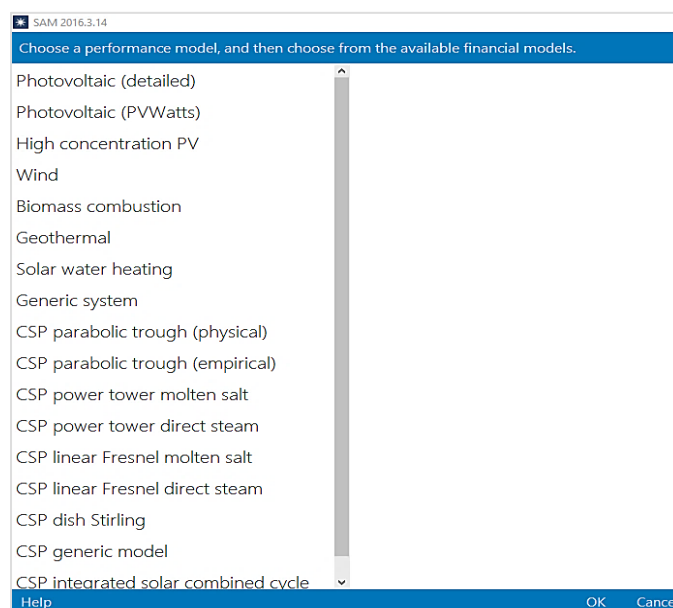 SAM 2016.3.14
Choose a performance model, and then choose from the available financial models.
Photovoltaic (detailed)
Photovoltaic (PVWatts)
High concentration PV
Wind
Biomass combustion
Geothermal
Solar water heating
Generic system
CSP parabolic trough (physical)
CSP parabolic trough (empirical)
CSP power tower molten salt
CSP power tower direct steam
CSP linear Fresnel molten salt
CSP linear Fresnel direct steam
CSP dish Stirling
CSP generic model
CSP integrated solar combined cycle
Help OK Cance